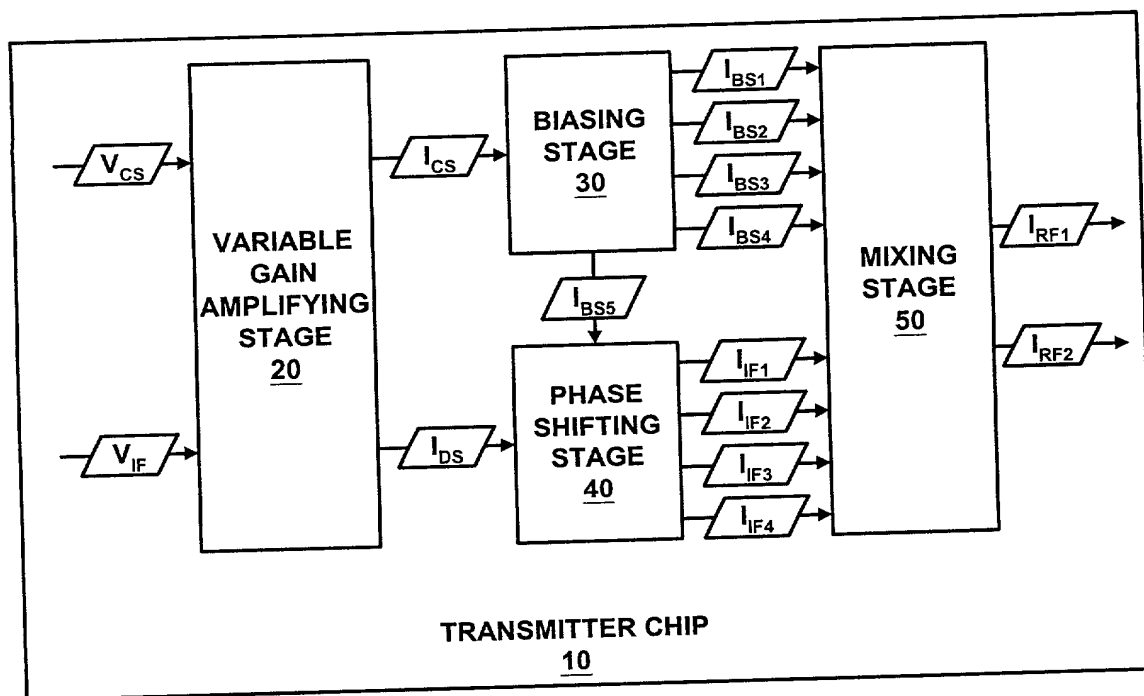 V_CS
V_IF
VARIABLE
GAIN
AMPLIFYING
STAGE
20
I_CS
I_DS
BIASING
STAGE
30
I_BS5
PHASE
SHIFTING
STAGE
40
I_BS1
I_BS2
I_BS3
I_BS4
I_IF1
I_IF2
I_IF3
I_IF4
MIXING
STAGE
50
I_RF1
I_RF2
TRANSMITTER CHIP
10